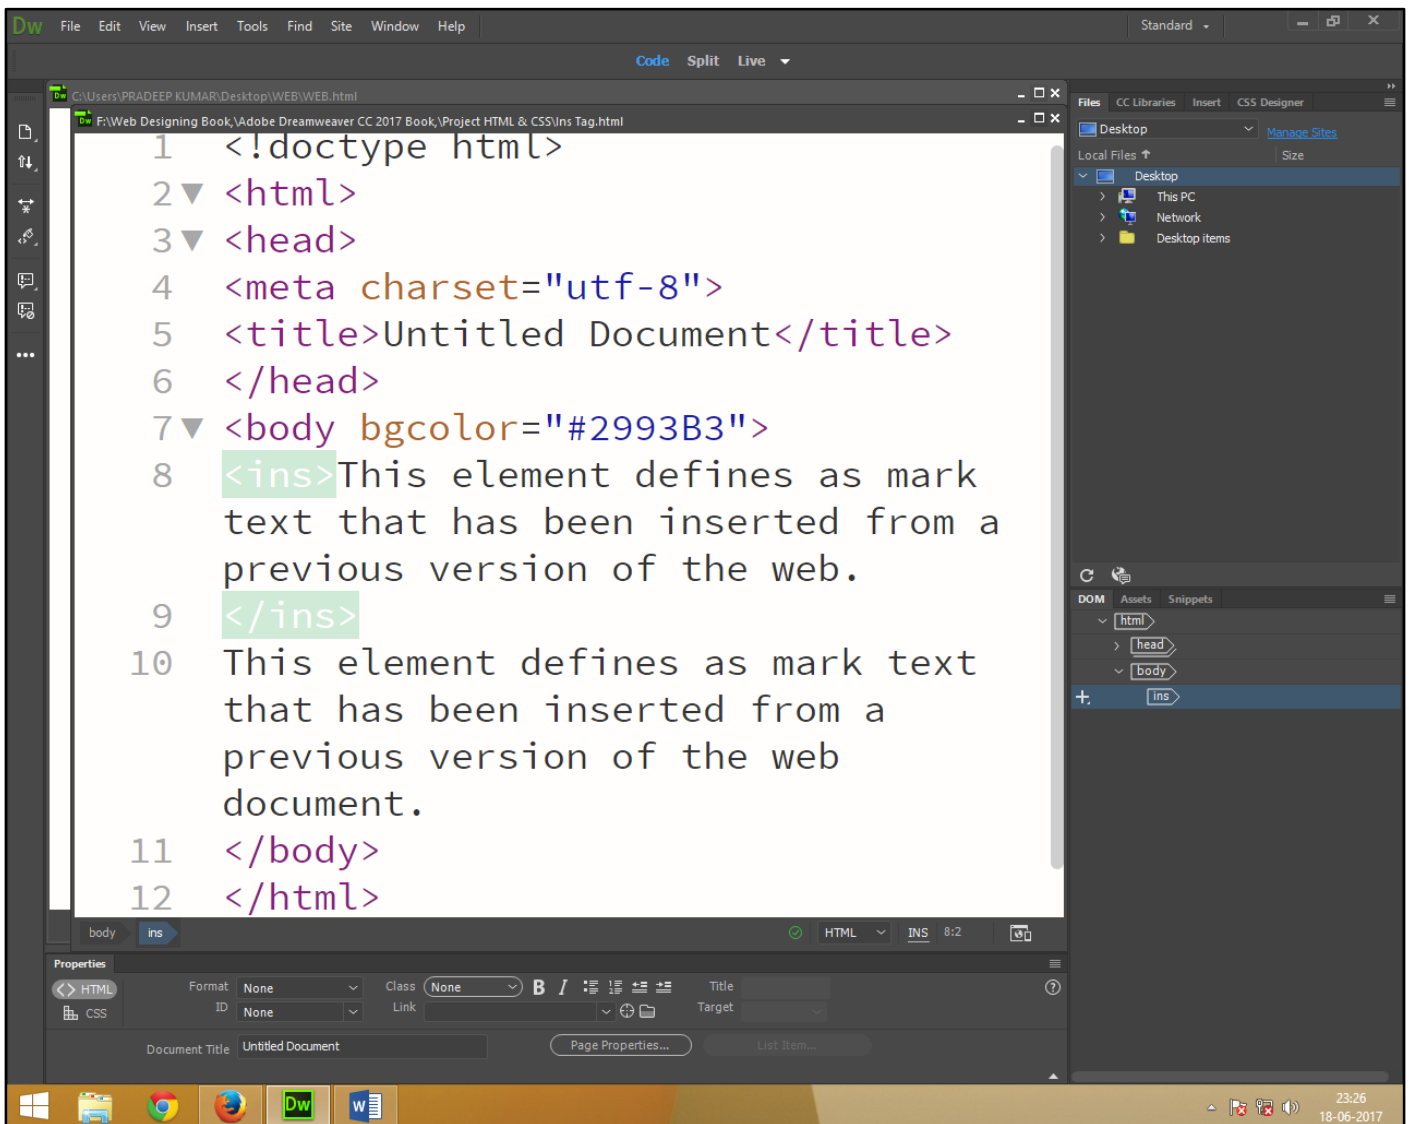 Dw File Edit View Insert Tools Find Site Window Help Standard
Code Split Live
C:\Users\PRADEEP KUMAR\Desktop\WEB\WEB.html
F:\Web Designing Book,\Adobe Dreamweaver CC 2017 Book,\Project HTML & CSS\Ins Tag.html
1 <!doctype html>
2 <html>
3 <head>
4 <meta charset="utf-8">
5 <title>Untitled Document</title>
6 </head>
7 <body bgcolor="#2993B3">
8 <ins>This element defines as mark
text that has been inserted from a
previous version of the web.
9 </ins>
10 This element defines as mark text
that has been inserted from a
previous version of the web
document.
11 </body>
12 </html>
body ins HTML INS 8:2
Files CC Libraries Insert CSS Designer
Desktop Manage Sites
Local Files Size
Desktop
This PC
Network
Desktop items
DOM Assets Snippets
html
head
body
ins
Properties
HTML Format None Class None B I Title
CSS ID None Link Target
Document Title Untitled Document Page Properties... List Item...
Dw W 23:26
18-06-2017